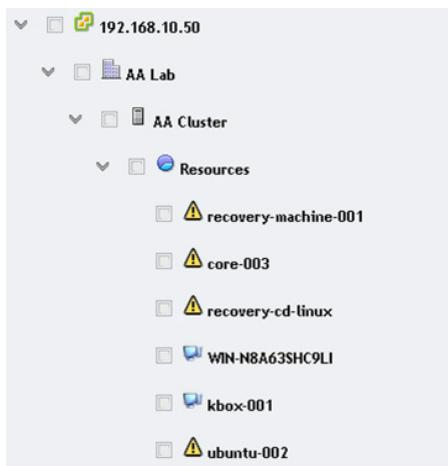 192.168.10.50
AA Lab
AA Cluster
Resources
recovery-machine-001
core-003
recovery-cd-linux
WIN-N8A63SHC9LI
kbox-001
ubuntu-002